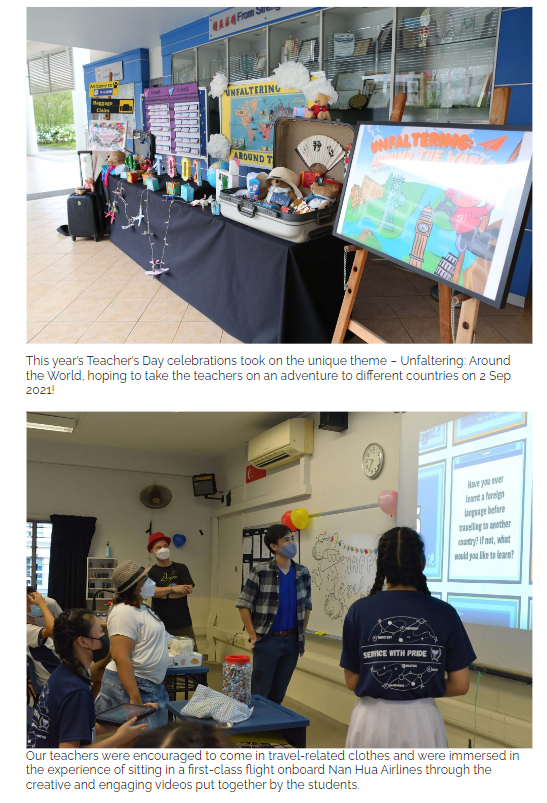 From Streng
Welcome to
Baggage
Claim
UNFALTERING
AROUND T
UNFALTERING:
AROUND THE WORLD
This year's Teacher's Day celebrations took on the unique theme – Unfaltering: Around
the World, hoping to take the teachers on an adventure to different countries on 2 Sep
2021!
Have you ever
learnt a foreign
language before
travelling to another
country? If not, what
would you like to learn?
SERVICE WITH PRIDE
Our teachers were encouraged to come in travel-related clothes and were immersed in
the experience of sitting in a first-class flight onboard Nan Hua Airlines through the
creative and engaging videos put together by the students.